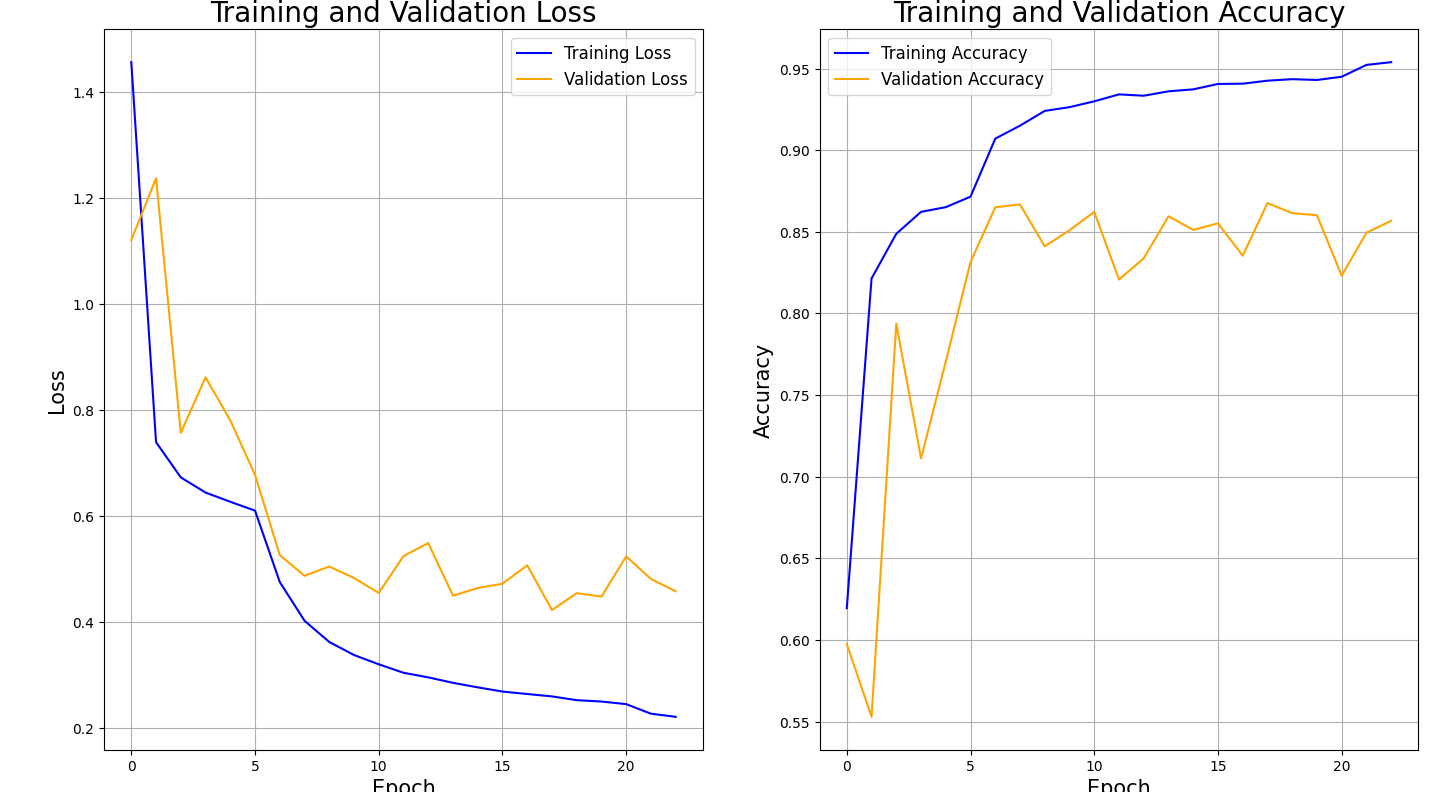 Training and Validation Loss
Training Loss
Validation Loss
1.4
1.2
1.0
0.8
0.6
0.4
0.2
Loss
0 5 10 15 20
Epoch
Training and Validation Accuracy
Training Accuracy
Validation Accuracy
0.95
0.90
0.85
0.80
0.75
0.70
0.65
0.60
0.55
Accuracy
0 5 10 15 20
Epoch